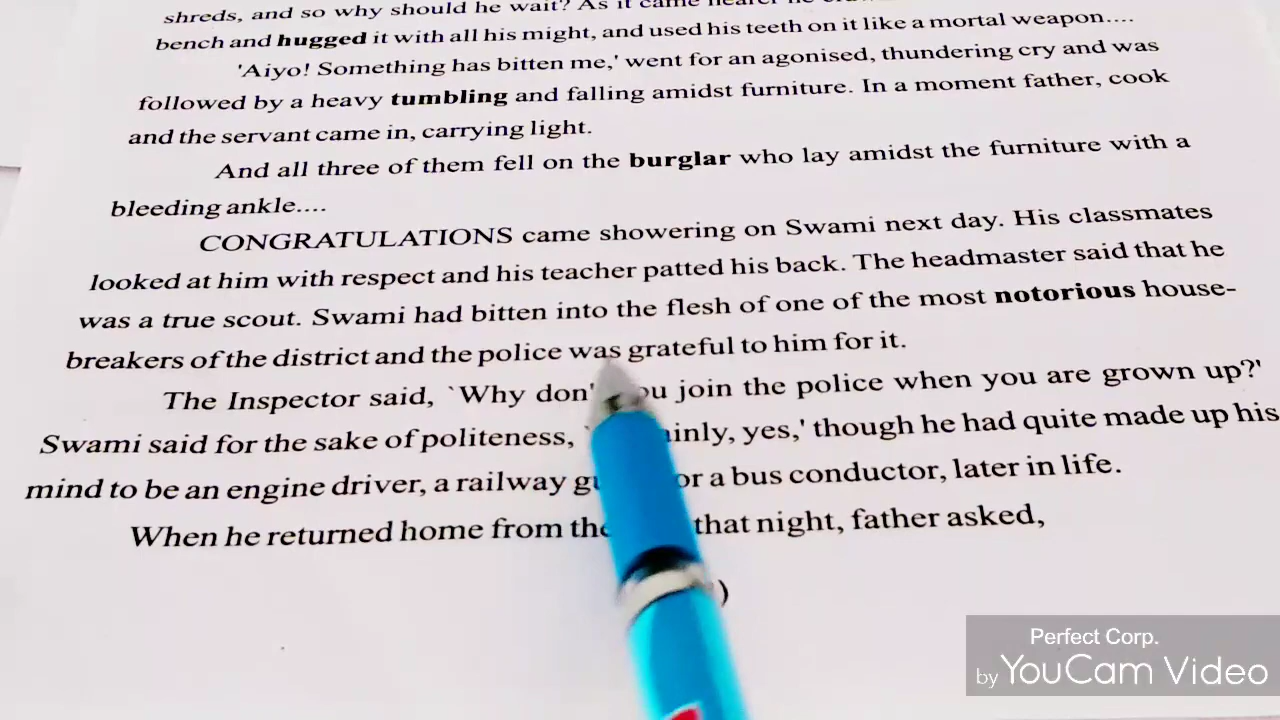 shreds, and so why should he wait? As it came nearer he
bench and hugged it with all his might, and used his teeth on it like a mortal weapon....
'Aiyo! Something has bitten me,' went for an agonised, thundering cry and was
followed by a heavy tumbling and falling amidst furniture. In a moment father, cook
and the servant came in, carrying light.
And all three of them fell on the burglar who lay amidst the furniture with a
bleeding ankle....
CONGRATULATIONS came showering on Swami next day. His classmates
looked at him with respect and his teacher patted his back. The headmaster said that he
was a true scout. Swami had bitten into the flesh of one of the most notorious house-
breakers of the district and the police was grateful to him for it.
The Inspector said, `Why don' join the police when you are grown up?'
Swami said for the sake of politeness, yes,' though he had quite made up his
mind to be an engine driver, a railway or a bus conductor, later in life.
When he returned home from that night, father asked,
Perfect Corp.
by YouCam Video